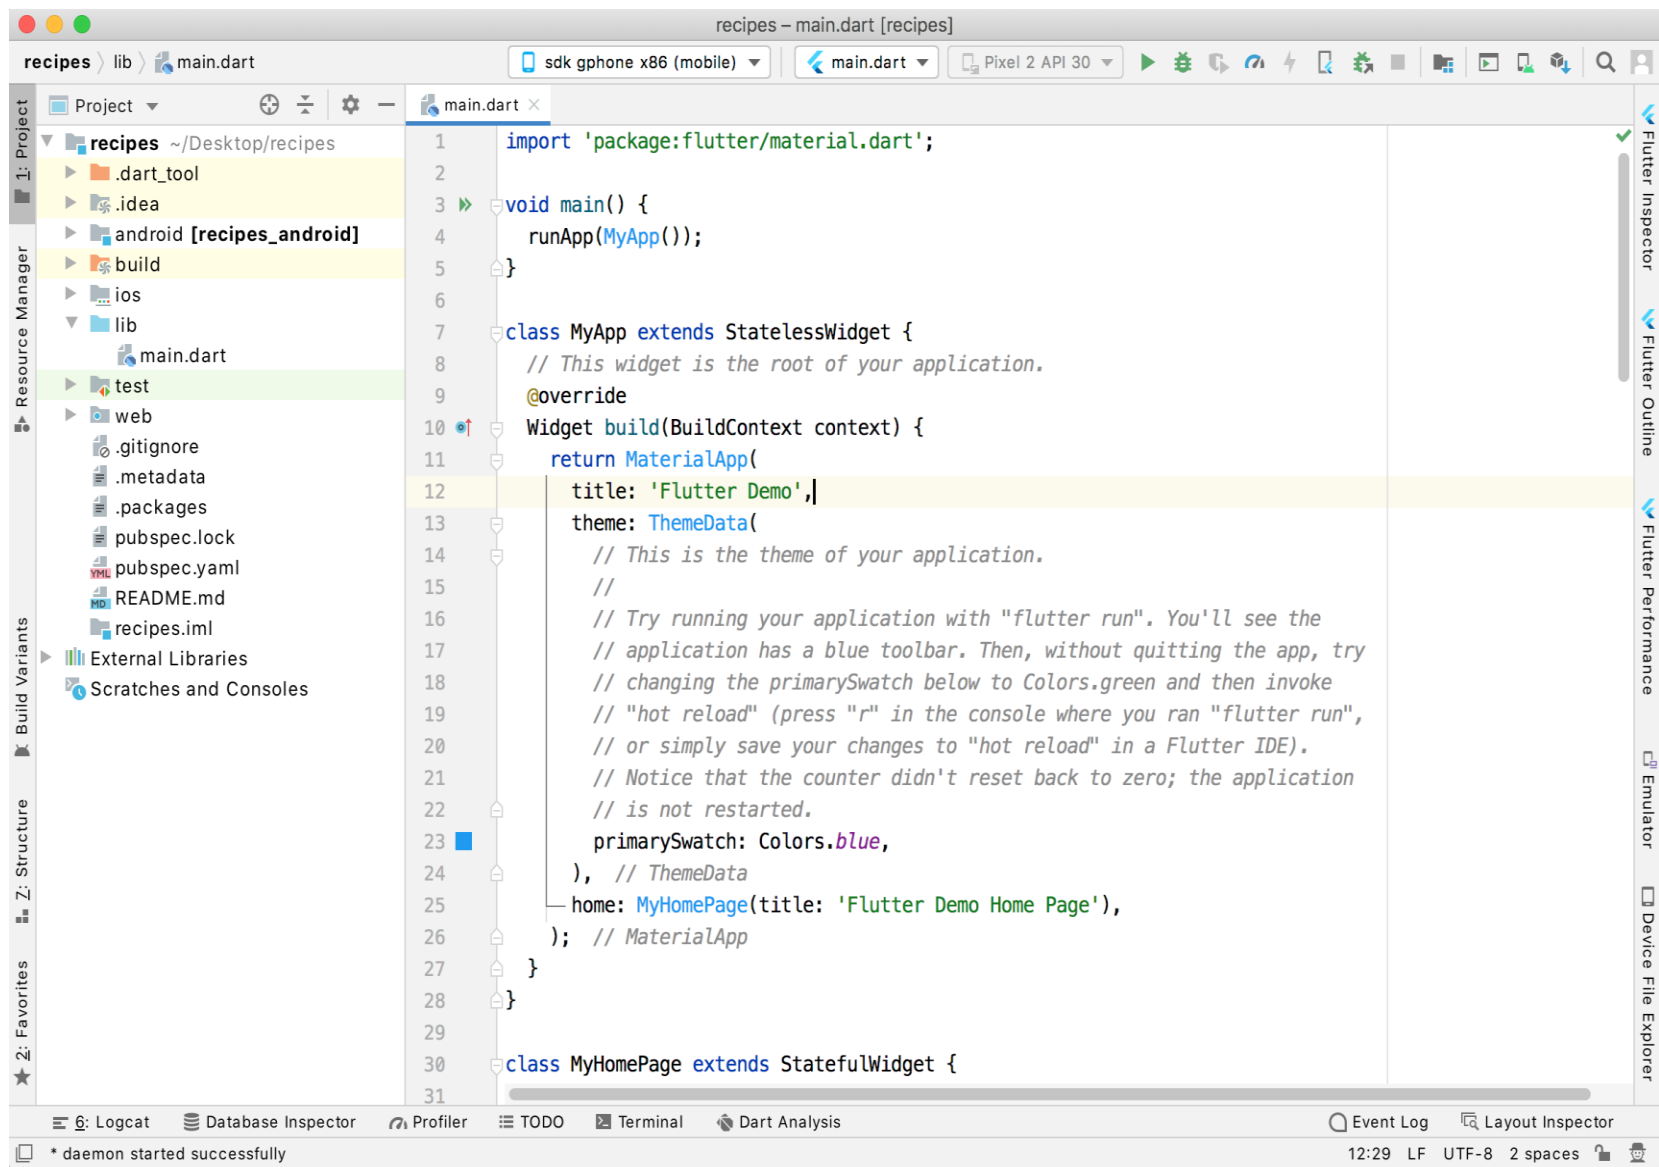 recipes – main.dart [recipes]
recipes lib main.dart
sdk gphone x86 (mobile) main.dart Pixel 2 API 30
Project
main.dart
1: Project
Resource Manager
Build Variants
Z: Structure
2: Favorites
recipes ~/Desktop/recipes
.dart_tool
.idea
android [recipes_android]
build
ios
lib
main.dart
test
web
.gitignore
.metadata
.packages
pubspec.lock
YML pubspec.yaml
MD README.md
recipes.iml
External Libraries
Scratches and Consoles
1 import 'package:flutter/material.dart';
2
3 void main() {
4 runApp(MyApp());
5 }
6
7 class MyApp extends StatelessWidget {
8 // This widget is the root of your application.
9 @override
10 Widget build(BuildContext context) {
11 return MaterialApp(
12 title: 'Flutter Demo',
13 theme: ThemeData(
14 // This is the theme of your application.
15 //
16 // Try running your application with "flutter run". You'll see the
17 // application has a blue toolbar. Then, without quitting the app, try
18 // changing the primarySwatch below to Colors.green and then invoke
19 // "hot reload" (press "r" in the console where you ran "flutter run",
20 // or simply save your changes to "hot reload" in a Flutter IDE).
21 // Notice that the counter didn't reset back to zero; the application
22 // is not restarted.
23 primarySwatch: Colors.blue,
24 ), // ThemeData
25 home: MyHomePage(title: 'Flutter Demo Home Page'),
26 ); // MaterialApp
27 }
28 }
29
30 class MyHomePage extends StatefulWidget {
31
Flutter Inspector
Flutter Outline
Flutter Performance
Emulator
Device File Explorer
6: Logcat Database Inspector Profiler TODO Terminal Dart Analysis Event Log Layout Inspector
* daemon started successfully 12:29 LF UTF-8 2 spaces